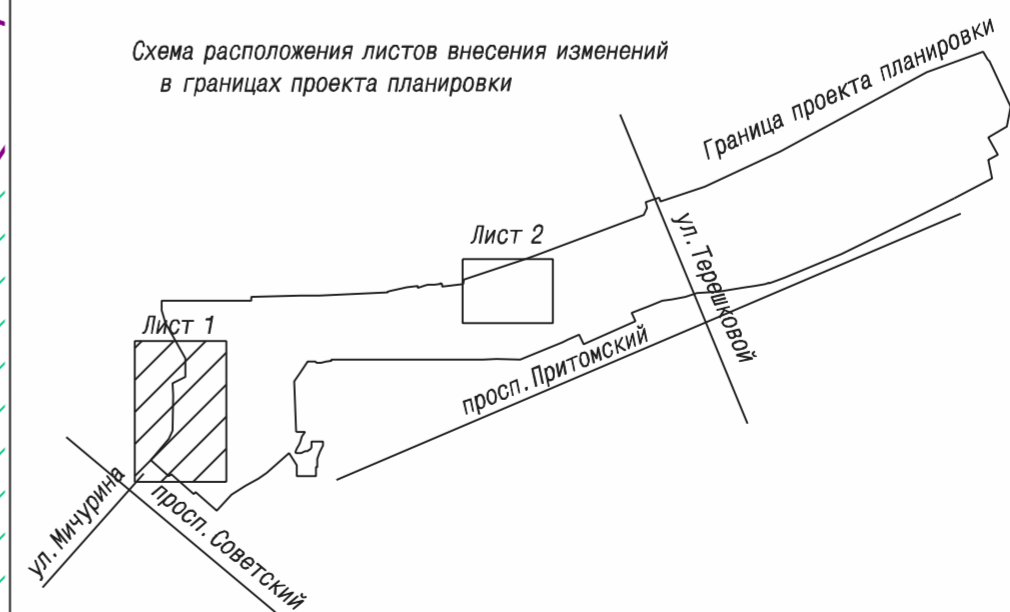 Схема расположения листов внесения изменений
в границах проекта планировки
Граница проекта планировки
Лист 2
ул. Терешковой
Лист 1
просп. Притомский
ул. Мичурина
просп. Советский